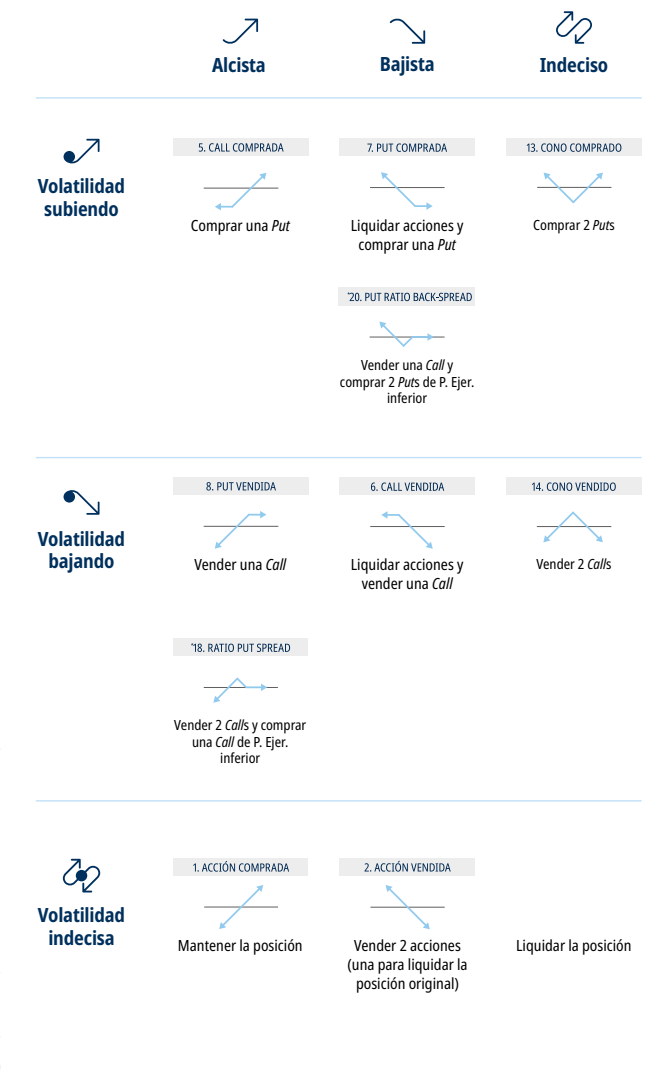 Alcista
Bajista
Indeciso
Volatilidad
subiendo
5. CALL COMPRADA
Comprar una Put
7. PUT COMPRADA
Liquidar acciones y
comprar una Put
13. CONO COMPRADO
Comprar 2 Puts
*20. PUT RATIO BACK-SPREAD
Vender una Call y
comprar 2 Puts de P. Ejer.
inferior
Volatilidad
bajando
8. PUT VENDIDA
Vender una Call
6. CALL VENDIDA
Liquidar acciones y
vender una Call
14. CONO VENDIDO
Vender 2 Calls
*18. RATIO PUT SPREAD
Vender 2 Calls y comprar
una Call de P. Ejer.
inferior
Volatilidad
indecisa
1. ACCIÓN COMPRADA
Mantener la posición
2. ACCIÓN VENDIDA
Vender 2 acciones
(una para liquidar la
posición original)
Liquidar la posición